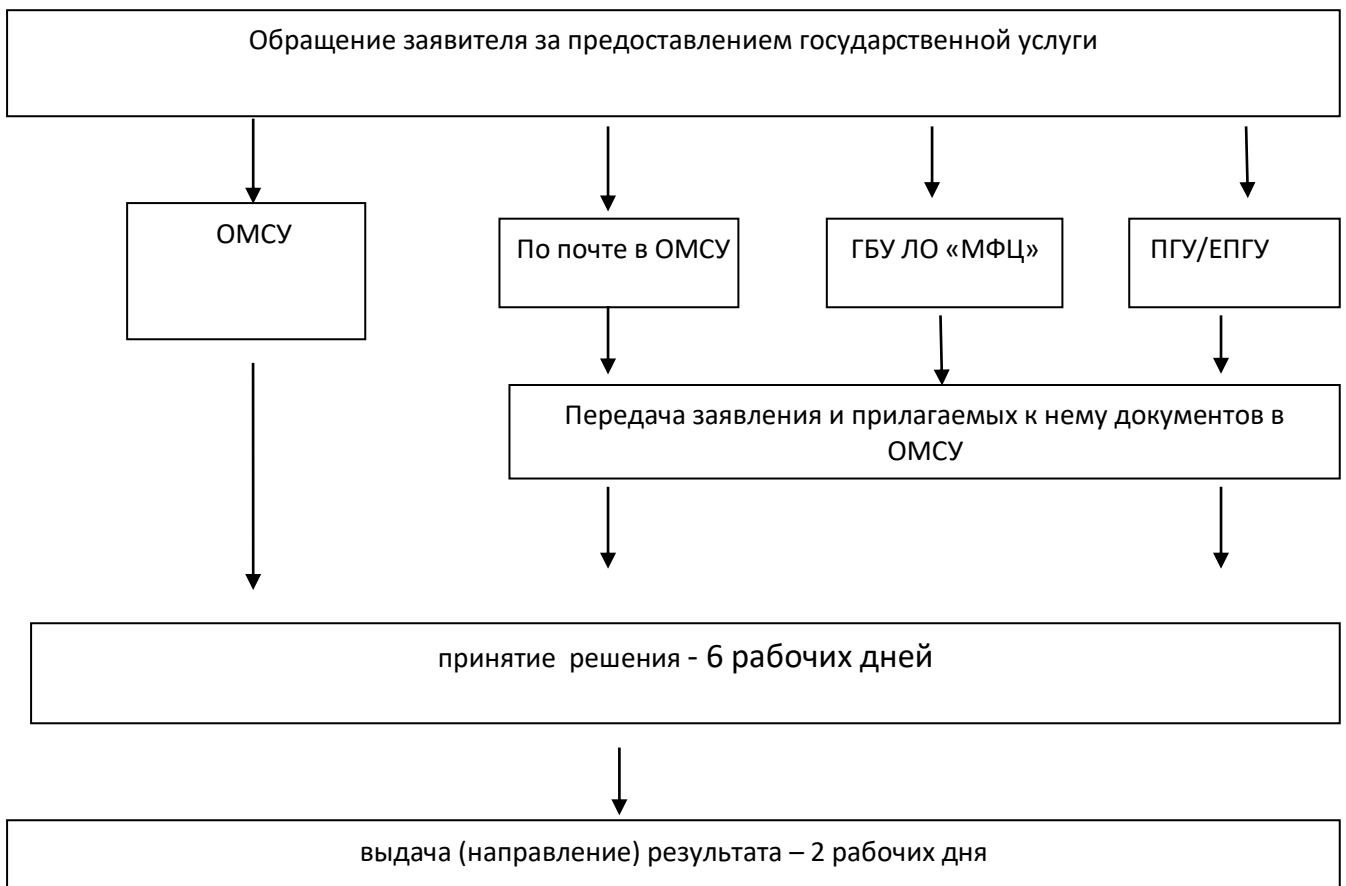 Обращение заявителя за предоставлением государственной услуги
ОМСУ
По почте в ОМСУ
ГБУ ЛО «МФЦ»
ПГУ/ЕПГУ
Передача заявления и прилагаемых к нему документов в
ОМСУ
принятие решения - 6 рабочих дней
выдача (направление) результата – 2 рабочих дня